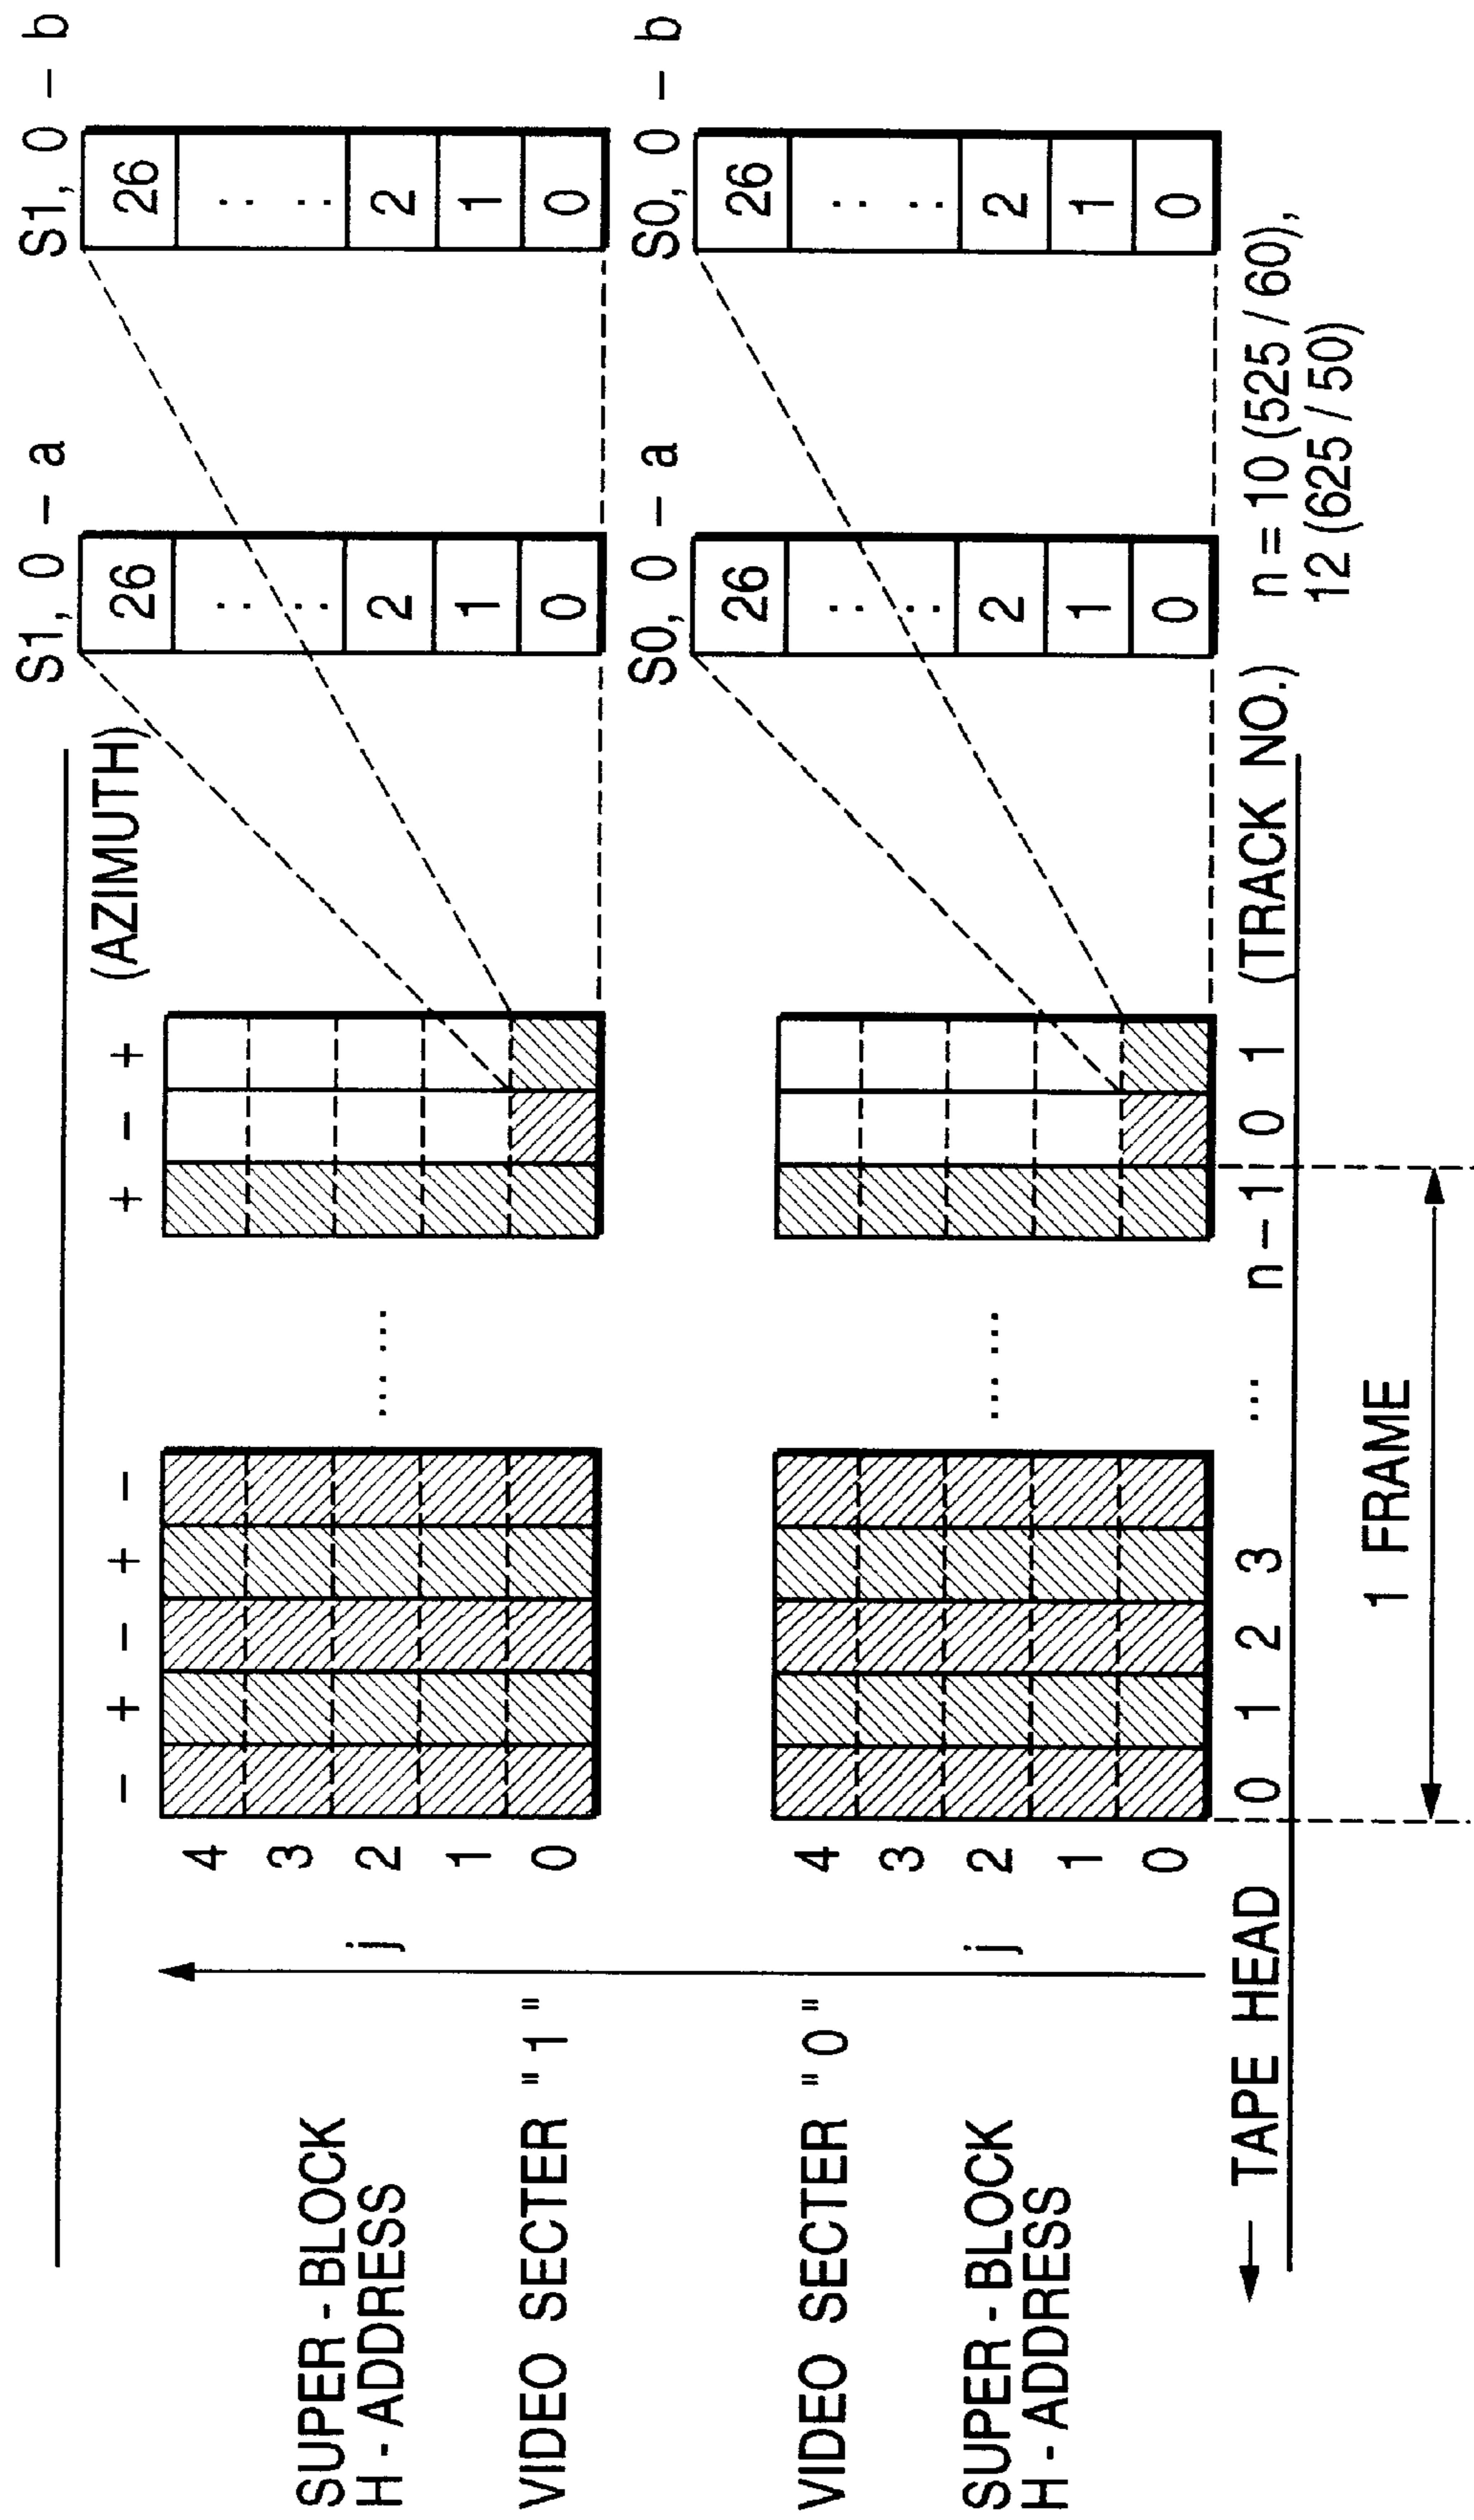 S1, 0 - a
S1, 0 - b
- + - + -
+ - +
(AZIMUTH)
26
:
:
2
1
0
26
:
:
2
1
0
SUPER - BLOCK
H - ADDRESS
j
4
3
2
1
0
......
VIDEO SECTER "1"
S0, 0 - a
S0, 0 - b
26
:
:
2
1
0
26
:
:
2
1
0
VIDEO SECTER "0"
SUPER - BLOCK
H - ADDRESS
j
4
3
2
1
0
......
TAPE HEAD
0 1 2 3 ... n-1 0 1 (TRACK NO.)
n = 10 (525 / 60),
12 (625 / 50)
1 FRAME